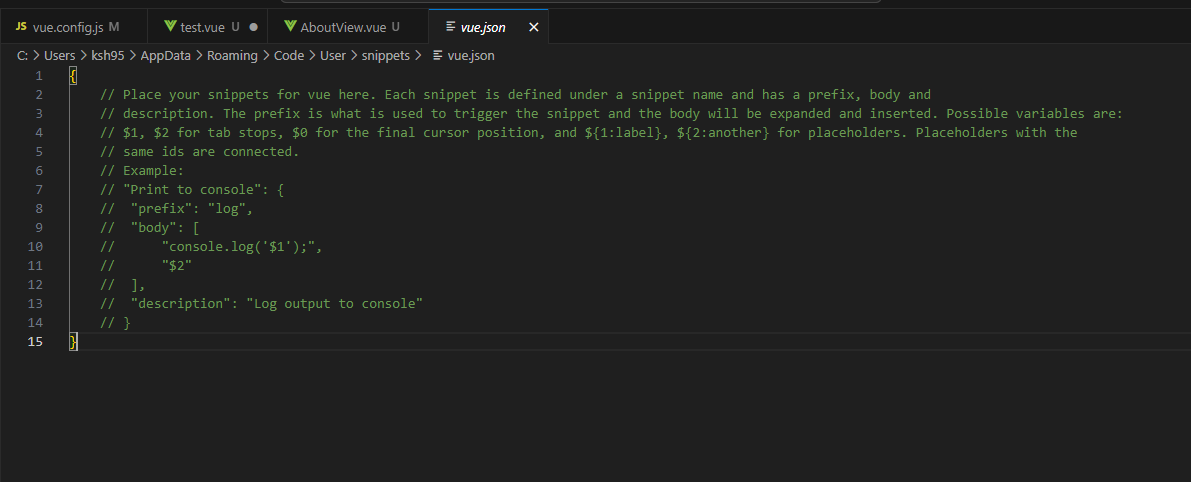 JS vue.config.js M test.vue U AboutView.vue U vue.json
C: > Users > ksh95 > AppData > Roaming > Code > User > snippets > vue.json
1 {
2 // Place your snippets for vue here. Each snippet is defined under a snippet name and has a prefix, body and
3 // description. The prefix is what is used to trigger the snippet and the body will be expanded and inserted. Possible variables are:
4 // $1, $2 for tab stops, $0 for the final cursor position, and ${1:label}, ${2:another} for placeholders. Placeholders with the
5 // same ids are connected.
6 // Example:
7 // "Print to console": {
8 // "prefix": "log",
9 // "body": [
10 // "console.log('$1');",
11 // "$2"
12 // ],
13 // "description": "Log output to console"
14 // }
15 }